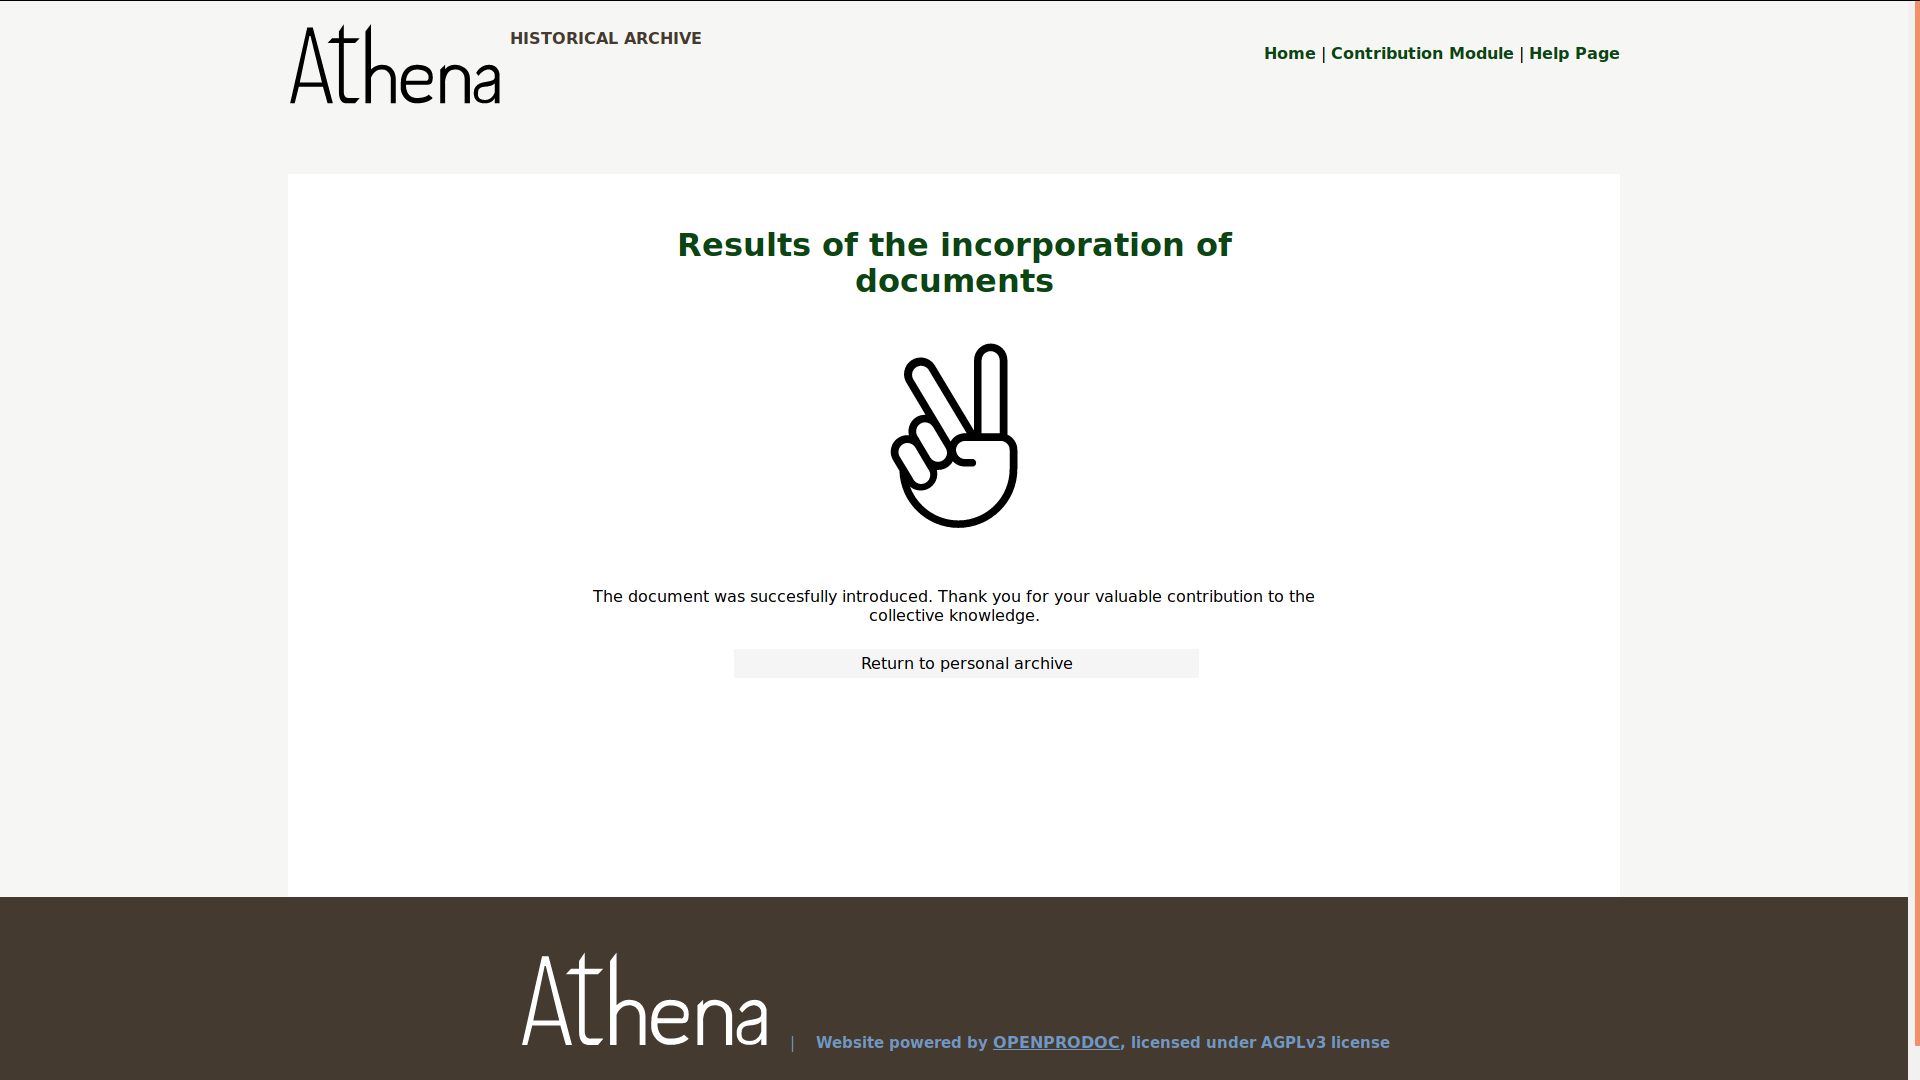 Athena
HISTORICAL ARCHIVE
Home | Contribution Module | Help Page
Results of the incorporation of
documents
The document was succesfully introduced. Thank you for your valuable contribution to the
collective knowledge.
Return to personal archive
Athena
| Website powered by OPENPRODOC, licensed under AGPLv3 license